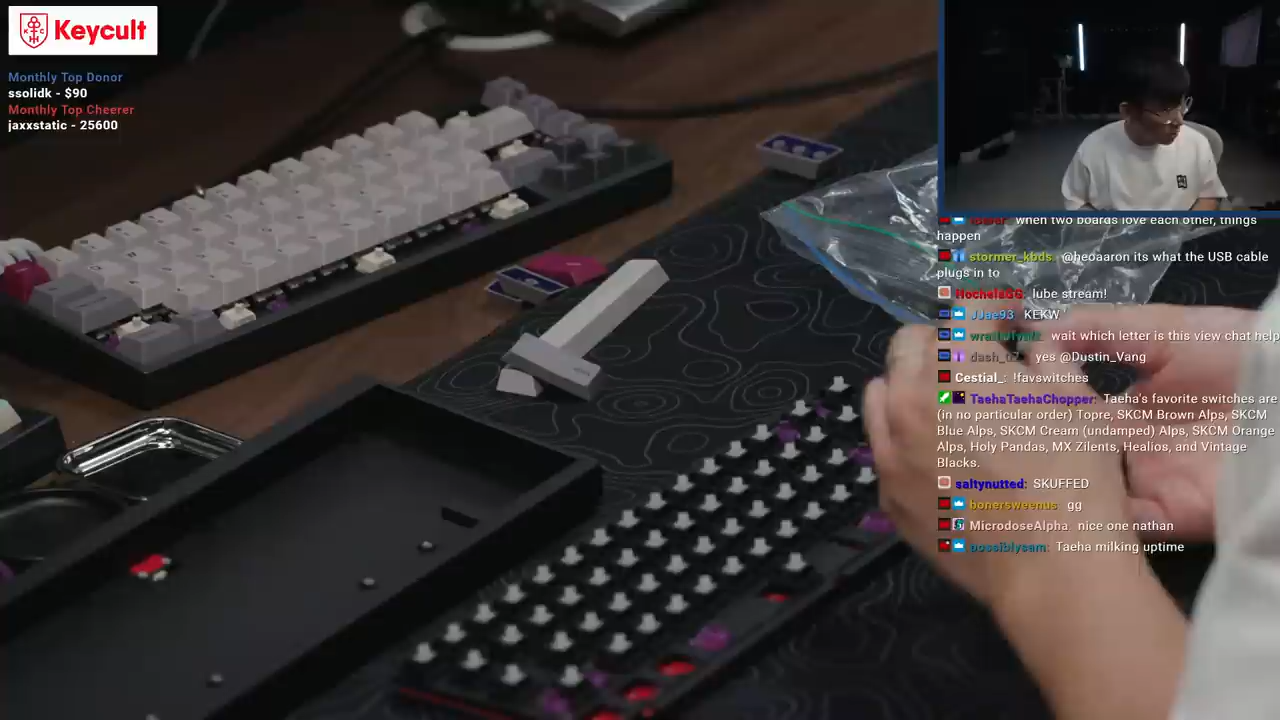 Keycult
Monthly Top Donor
ssolidk - $90
Monthly Top Cheerer
jaxxstatic - 25600
when two boards love each other, things
happen
stormer_kbds: @heoaaron its what the USB cable
plugs in to
HochelaGG: lube stream!
JJae93: KEKW
wait which letter is this view chat help
yes @Dustin_Vang
Cestial_: !favswitches
TaehaTaehaChopper: Taeha's favorite switches are
(in no particular order) Topre, SKCM Brown Alps, SKCM
Blue Alps, SKCM Cream (undamped) Alps, SKCM Orange
Alps, Holy Pandas, MX Zilents, Healios, and Vintage
Blacks.
saltynutted: SKUFFED
bonersweenus: gg
MicrodoseAlpha: nice one nathan
possiblysam: Taeha milking uptime